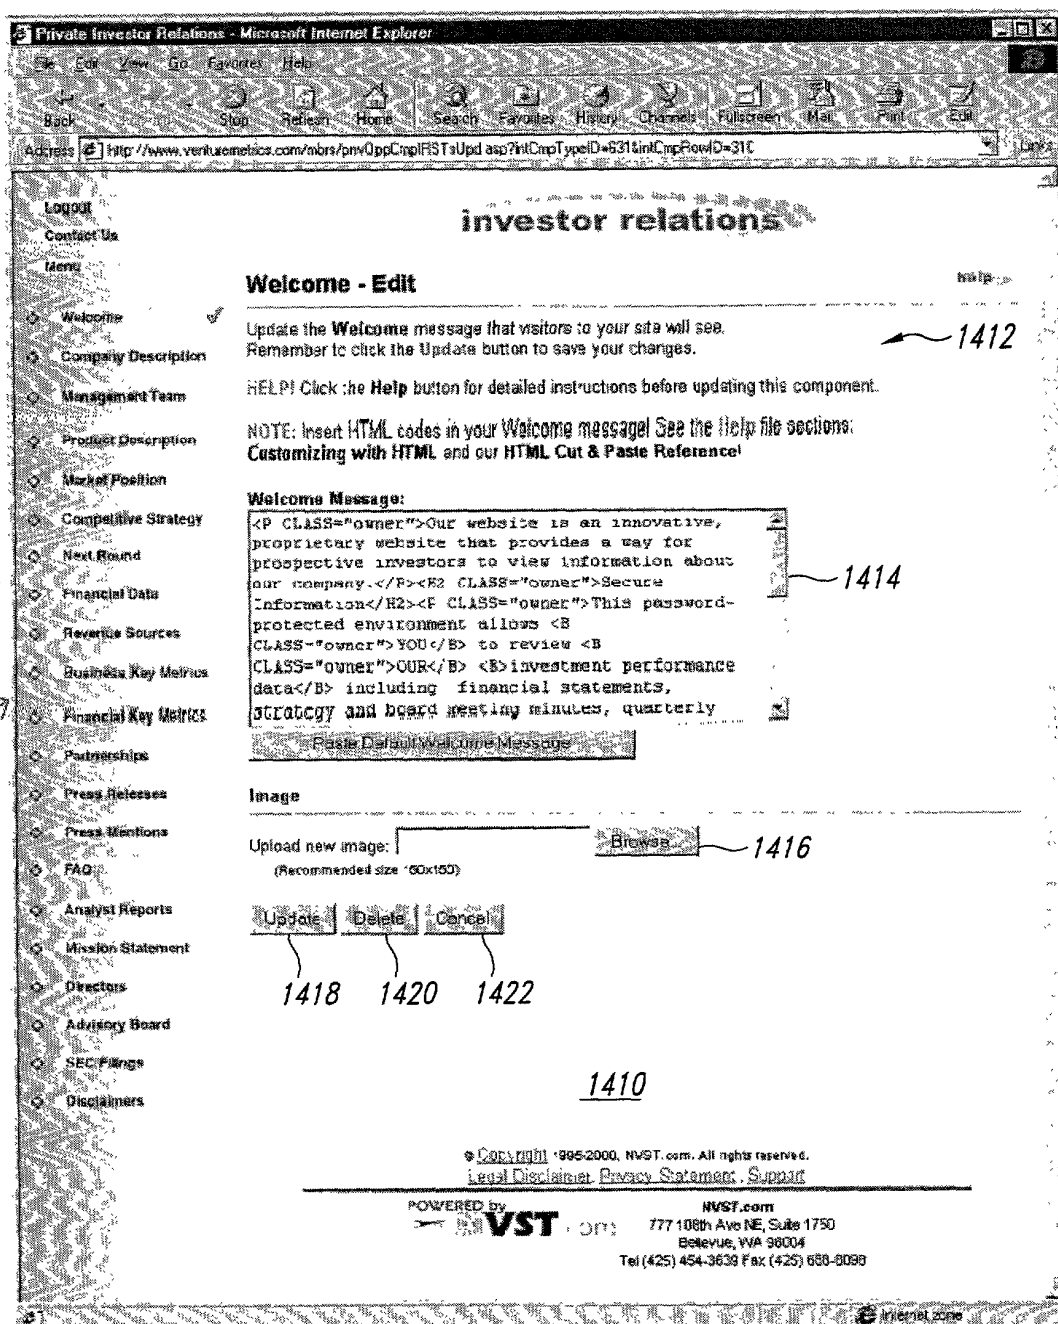 Private Investor Relations - Microsoft Internet Explorer
File Edit View Go Favorites Help
Back Stop Refresh Home Search Favorites History Channels Fullscreen Mail Print Edit
Address http://www.venturemetrics.com/mbrs/ Links
Logout
Contact Us
Menu
investor relations
Welcome - Edit
help
Welcome
Company Description
Management Team
Product Description
Market Position
Competitive Strategy
Next Round
Financial Data
Revenue Sources
Business Key Metrics
Financial Key Metrics
Partnerships
Press Releases
Press Mentions
FAQ
Analyst Reports
Mission Statement
Directors
Advisory Board
SEC Filings
Disclaimers
Update the Welcome message that visitors to your site will see.
Remember to click the Update button to save your changes.
1412
HELP! Click the Help button for detailed instructions before updating this component.
NOTE: Insert HTML codes in your Welcome message! See the Help file sections:
Customizing with HTML and our HTML Cut & Paste Reference!
Welcome Message:
<P CLASS="owner">Our website is an innovative,
proprietary website that provides a way for
prospective investors to view information about
our company.</P><H2 CLASS="owner">Secure
Information</H2><P CLASS="owner">This password-
protected environment allows <B
CLASS="owner">YOU</B> to review <B
CLASS="owner">OUR</B> <B>investment performance
data</B> including financial statements,
strategy and board meeting minutes, quarterly
1414
Paste Default Welcome Message
Image
Upload new image: Browse...
1416
(Recommended size 150x150)
Update Delete Cancel
1418 1420 1422
1410
© Copyright 1995-2000, NVST.com. All rights reserved.
Legal Disclaimer, Privacy Statement, Support
POWERED by
NVST.com
NVST.com
777 108th Ave NE, Suite 1750
Bellevue, WA 98004
Tel (425) 454-3639 Fax (425) 688-8098
Internet zone